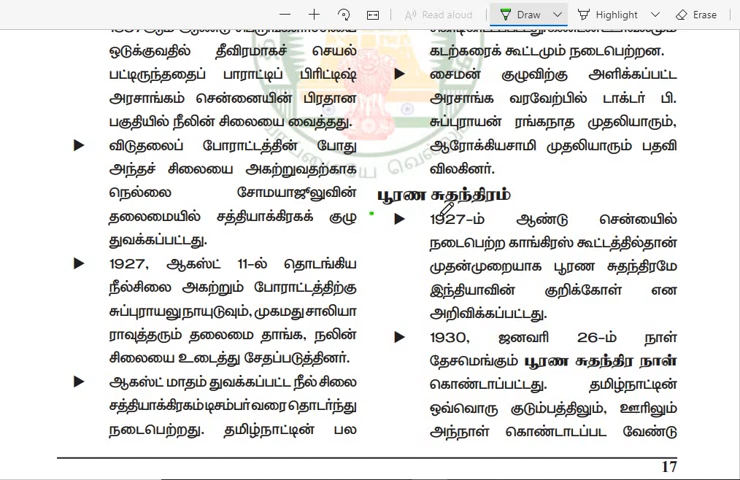 Read aloud
Draw
Highlight
Erase
ஒடுக்குவதில் தீவிரமாகச் செயல்
பட்டிருந்ததைப் பாராட்டிப் பிரிட்டிஷ்
அரசாங்கம் சென்னையின் பிரதான
பகுதியில் நீலின் சிலையை வைத்தது.
விடுதலைப் போராட்டத்தின் போது
அந்தச் சிலையை அகற்றுவதற்காக
நெல்லை சோமயாஜூலுவின்
தலைமையில் சத்தியாக்கிரகக் குழு
துவக்கப்பட்டது.
1927, ஆகஸ்ட் 11-ல் தொடங்கிய
நீல்சிலை அகற்றும் போராட்டத்திற்கு
சுப்புராயலுநாயுடுவும், முகமதுசாலியா
ராவுத்தரும் தலைமை தாங்க, நலின்
சிலையை உடைத்து சேதப்படுத்தினர்.
ஆகஸ்ட் மாதம் துவக்கப்பட்ட நீல் சிலை
சத்தியாக்கிரகம்டிசம்பர்வரை தொடர்ந்து
நடைபெற்றது. தமிழ்நாட்டின் பல
கடற்கரைக் கூட்டமும் நடைபெற்றன.
சைமன் குழுவிற்கு அளிக்கப்பட்ட
அரசாங்க வரவேற்பில் டாக்டர் பி.
சுப்புராயன் ரங்கநாத முதலியாரும்,
ஆரோக்கியசாமி முதலியாரும் பதவி
விலகினர்.
பூரண சுதந்திரம்
1927-ம் ஆண்டு சென்னையில்
நடைபெற்ற காங்கிரஸ் கூட்டத்தில்தான்
முதன்முறையாக பூரண சுதந்திரமே
இந்தியாவின் குறிக்கோள் என
அறிவிக்கப்பட்டது.
1930, ஜனவரி 26-ம் நாள்
தேசமெங்கும் பூரண சுதந்திர நாள்
கொண்டாப்பட்டது. தமிழ்நாட்டின்
ஒவ்வொரு குடும்பத்திலும், ஊரிலும்
அந்நாள் கொண்டாடப்பட வேண்டு
17